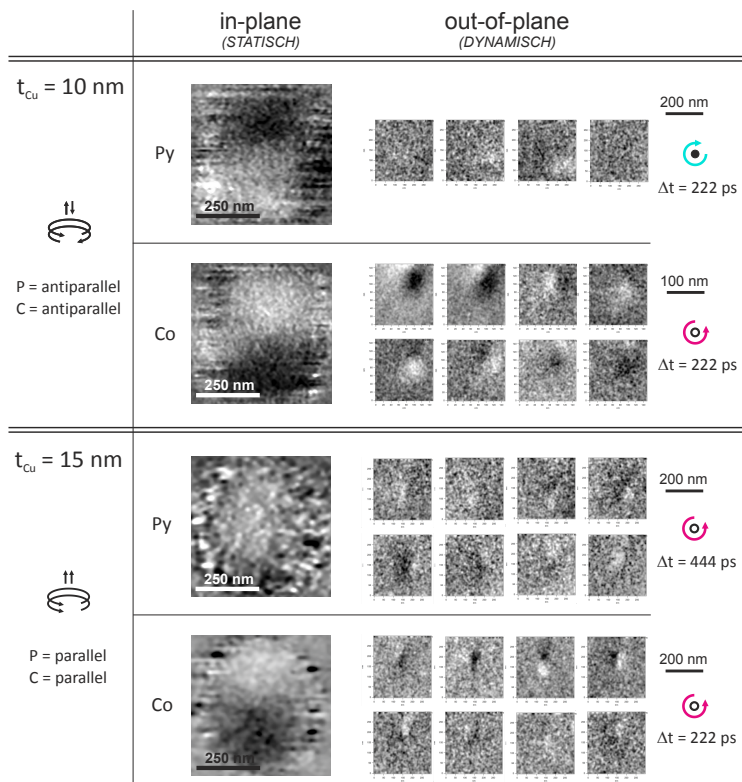 in-plane
(STATISCH)
out-of-plane
(DYNAMISCH)
t_Cu = 10 nm
P = antiparallel
C = antiparallel
Py
250 nm
200 nm
Δt = 222 ps
Co
250 nm
100 nm
Δt = 222 ps
t_Cu = 15 nm
P = parallel
C = parallel
Py
250 nm
200 nm
Δt = 444 ps
Co
250 nm
200 nm
Δt = 222 ps